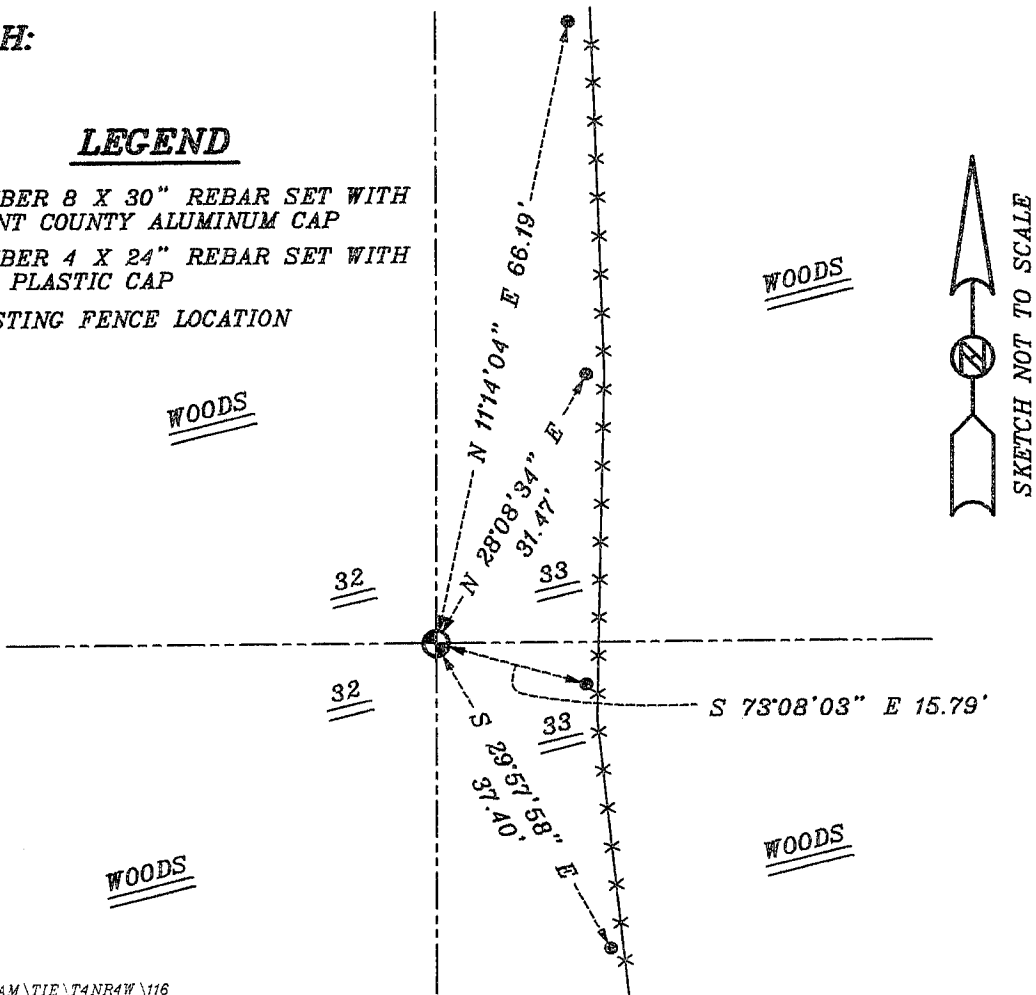 H:
LEGEND
BER 8 X 30" REBAR SET WITH
NT COUNTY ALUMINUM CAP
BER 4 X 24" REBAR SET WITH
PLASTIC CAP
STING FENCE LOCATION
WOODS
WOODS
SKETCH NOT TO SCALE
N
N 11°14'04" E 66.19'
N 28°08'34" E
31.47'
32
33
32
33
S 73°08'03" E 15.79'
S 29°57'58" E
37.40'
WOODS
WOODS
AM\TIE\T4NR4W\116